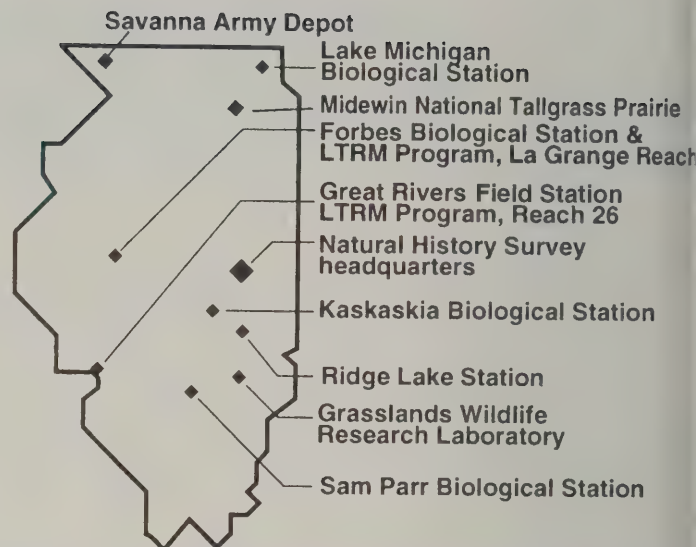 Savanna Army Depot
Lake Michigan
Biological Station
Midewin National Tallgrass Prairie
Forbes Biological Station &
LTRM Program, La Grange Reach
Great Rivers Field Station
LTRM Program, Reach 26
Natural History Survey
headquarters
Kaskaskia Biological Station
Ridge Lake Station
Grasslands Wildlife
Research Laboratory
Sam Parr Biological Station